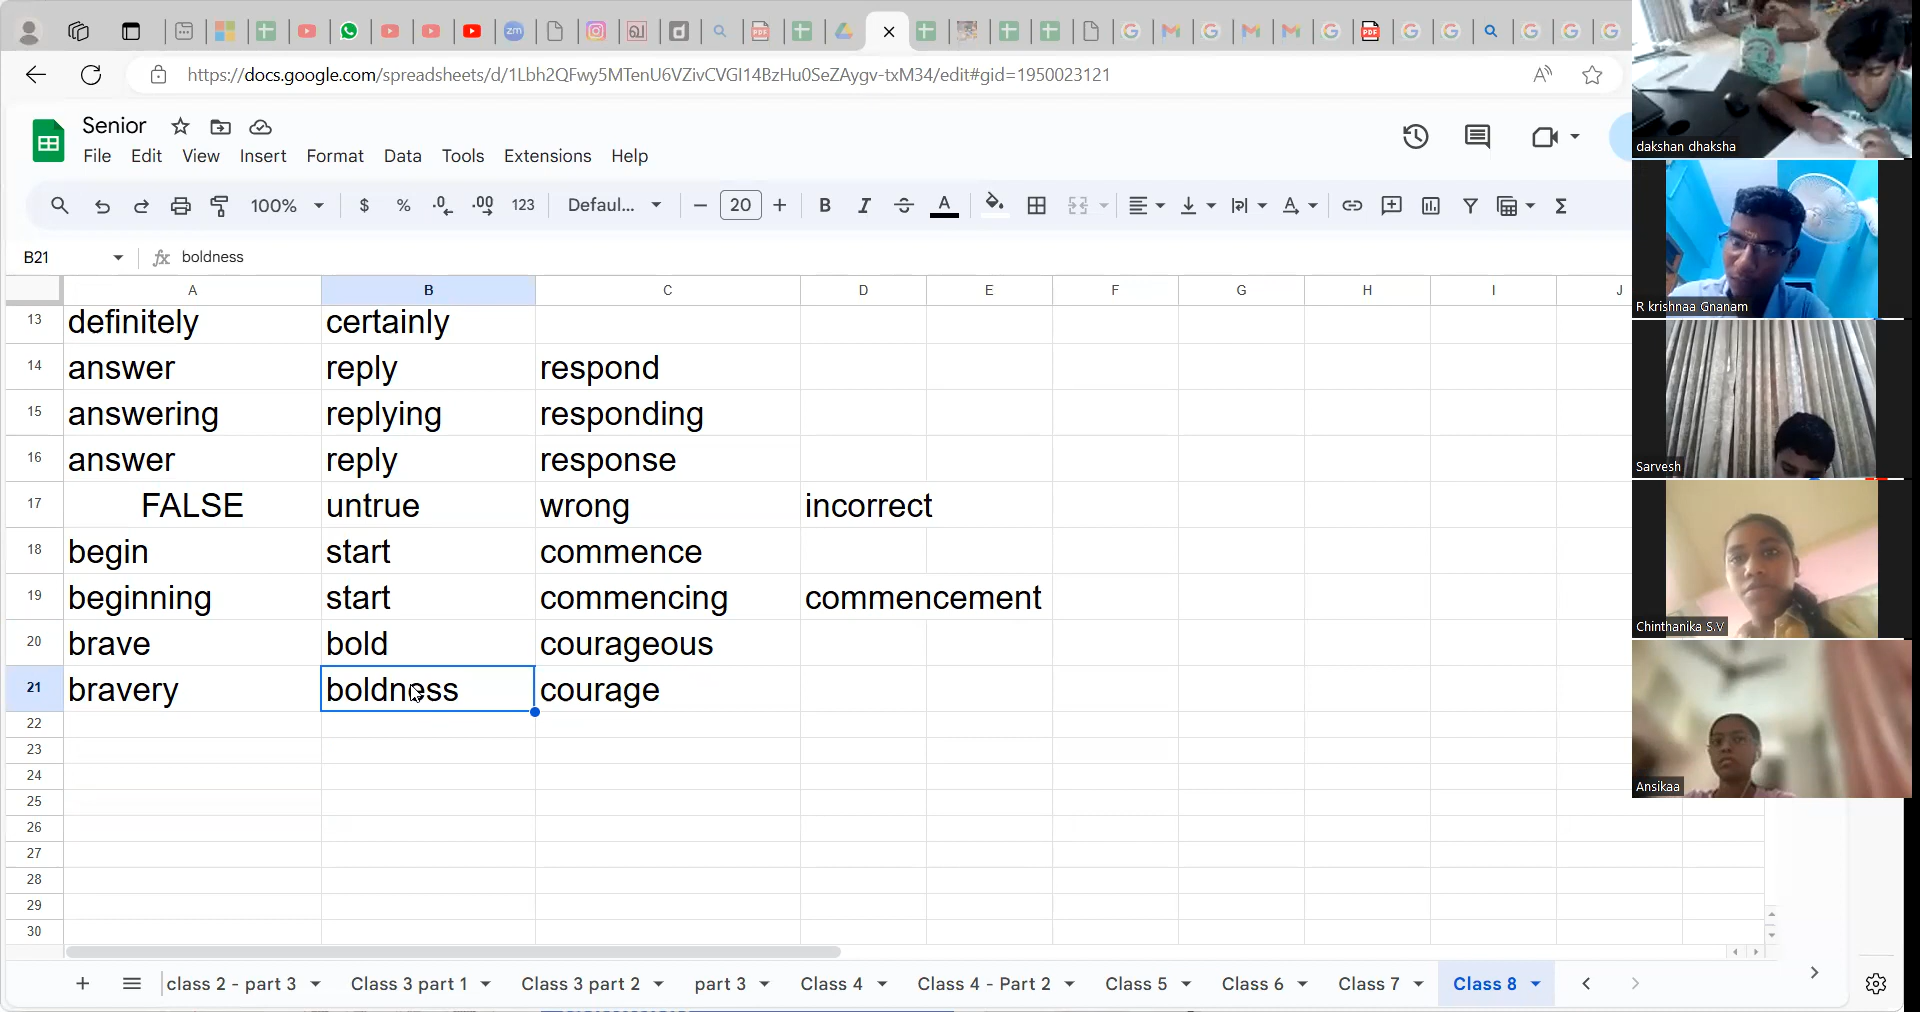 https://docs.google.com/spreadsheets/d/1Lbh2QFwy5MTenU6VZivCVGI14BzHu0SeZAygv-txM34/edit#gid=1950023121
Senior
File Edit View Insert Format Data Tools Extensions Help
100% $ % .0 .00 123 Defaul... 20 B I A
B21 fx boldness
A B C D E F G H I J
13 definitely certainly
14 answer reply respond
15 answering replying responding
16 answer reply response
17 FALSE untrue wrong incorrect
18 begin start commence
19 beginning start commencing commencement
20 brave bold courageous
21 bravery boldness courage
22
23
24
25
26
27
28
29
30
class 2 - part 3 Class 3 part 1 Class 3 part 2 part 3 Class 4 Class 4 - Part 2 Class 5 Class 6 Class 7 Class 8
dakshan dhaksha
R krishnaa Gnanam
Sarvesh
Chinthanika S.V
Ansikaa